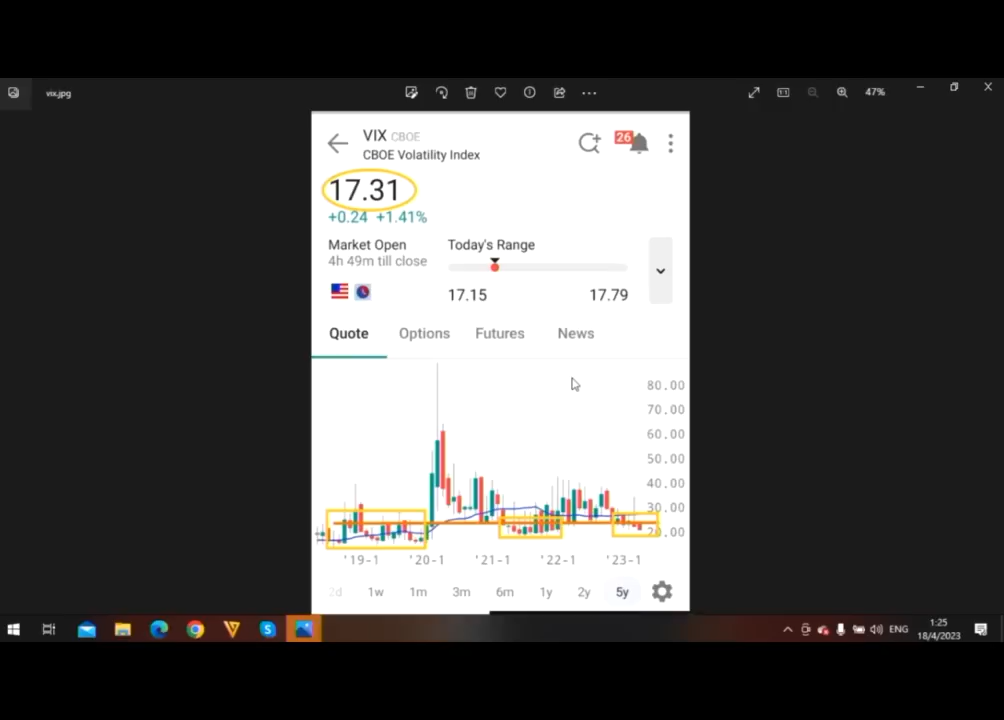 vix.jpg
47%
VIX CBOE
CBOE Volatility Index
26
17.31
+0.24 +1.41%
Market Open
4h 49m till close
Today's Range
17.15
17.79
Quote
Options
Futures
News
80.00
70.00
60.00
50.00
40.00
30.00
20.00
'19-1
'20-1
'21-1
'22-1
'23-1
2d
1w
1m
3m
6m
1y
2y
5y
ENG
1:25
18/4/2023